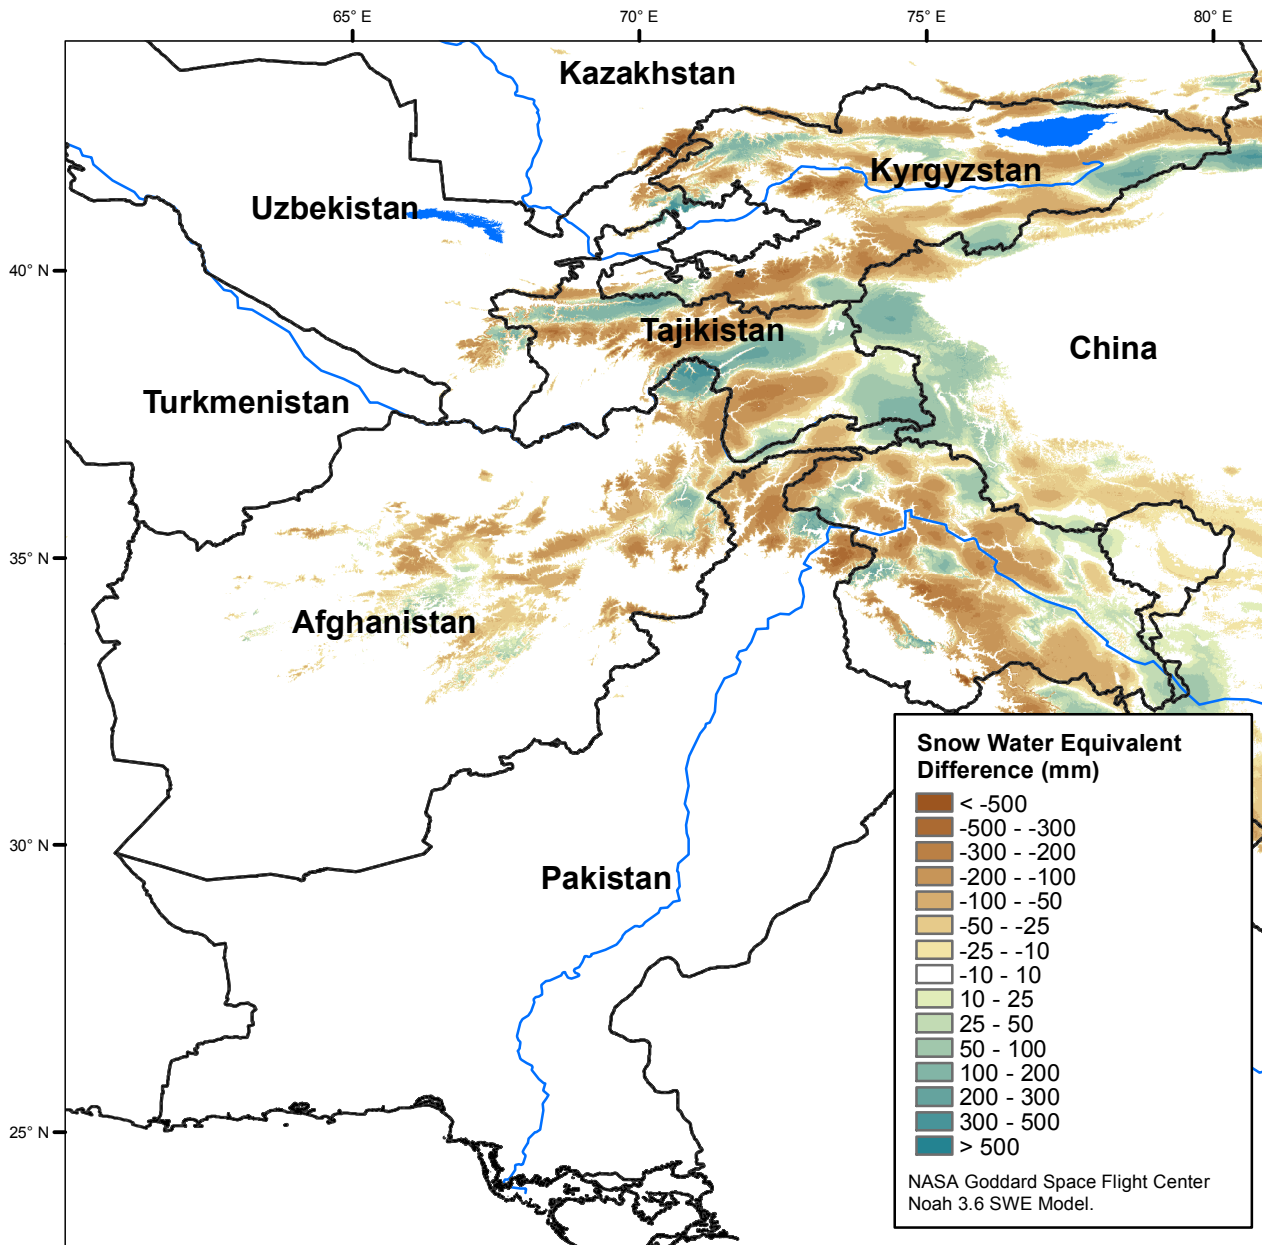 65° E
70° E
75° E
80° E
Kazakhstan
Kyrgyzstan
Uzbekistan
40° N
Tajikistan
China
Turkmenistan
35° N
Afghanistan
30° N
Pakistan
25° N
Snow Water Equivalent
Difference (mm)
< -500
-500 - -300
-300 - -200
-200 - -100
-100 - -50
-50 - -25
-25 - -10
-10 - 10
10 - 25
25 - 50
50 - 100
100 - 200
200 - 300
300 - 500
> 500
NASA Goddard Space Flight Center
Noah 3.6 SWE Model.